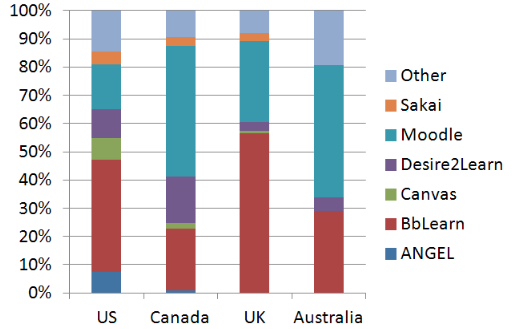 100%
90%
80%
70%
60%
50%
40%
30%
20%
10%
0%
US Canada UK Australia
Other
Sakai
Moodle
Desire2Learn
Canvas
BbLearn
ANGEL